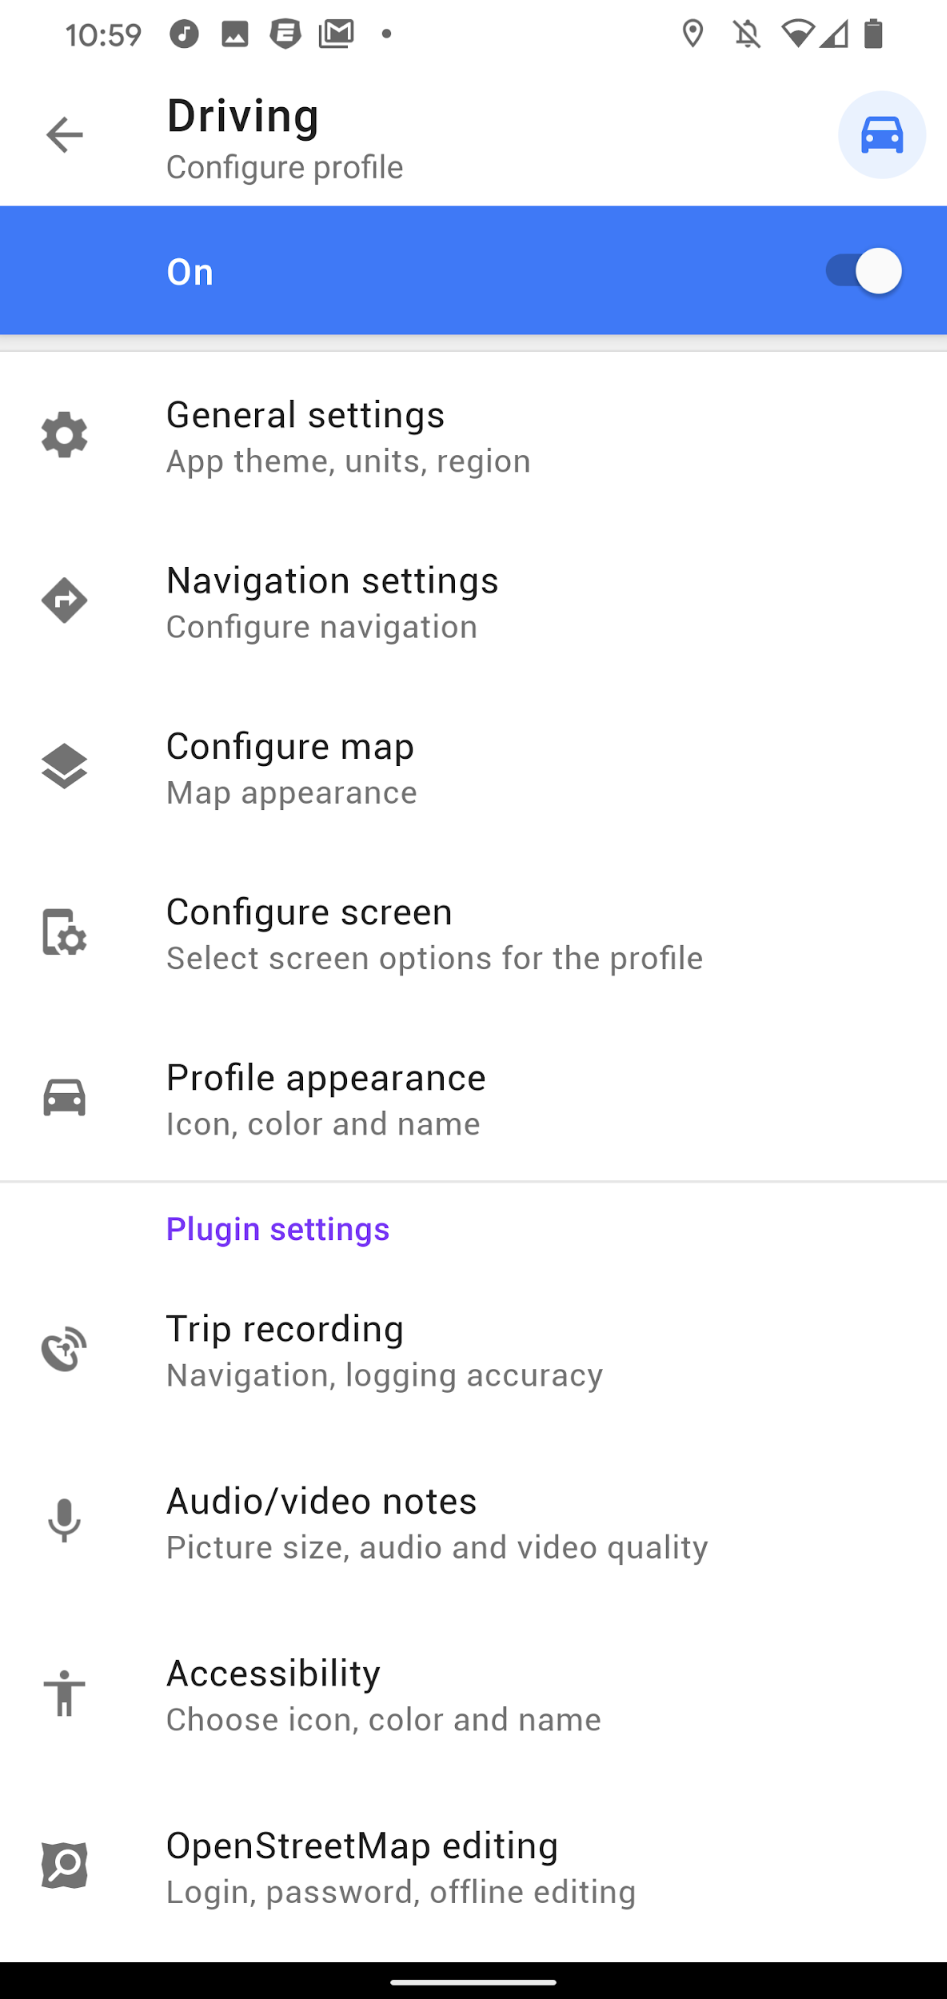 10:59
Driving
Configure profile
On
General settings
App theme, units, region
Navigation settings
Configure navigation
Configure map
Map appearance
Configure screen
Select screen options for the profile
Profile appearance
Icon, color and name
Plugin settings
Trip recording
Navigation, logging accuracy
Audio/video notes
Picture size, audio and video quality
Accessibility
Choose icon, color and name
OpenStreetMap editing
Login, password, offline editing